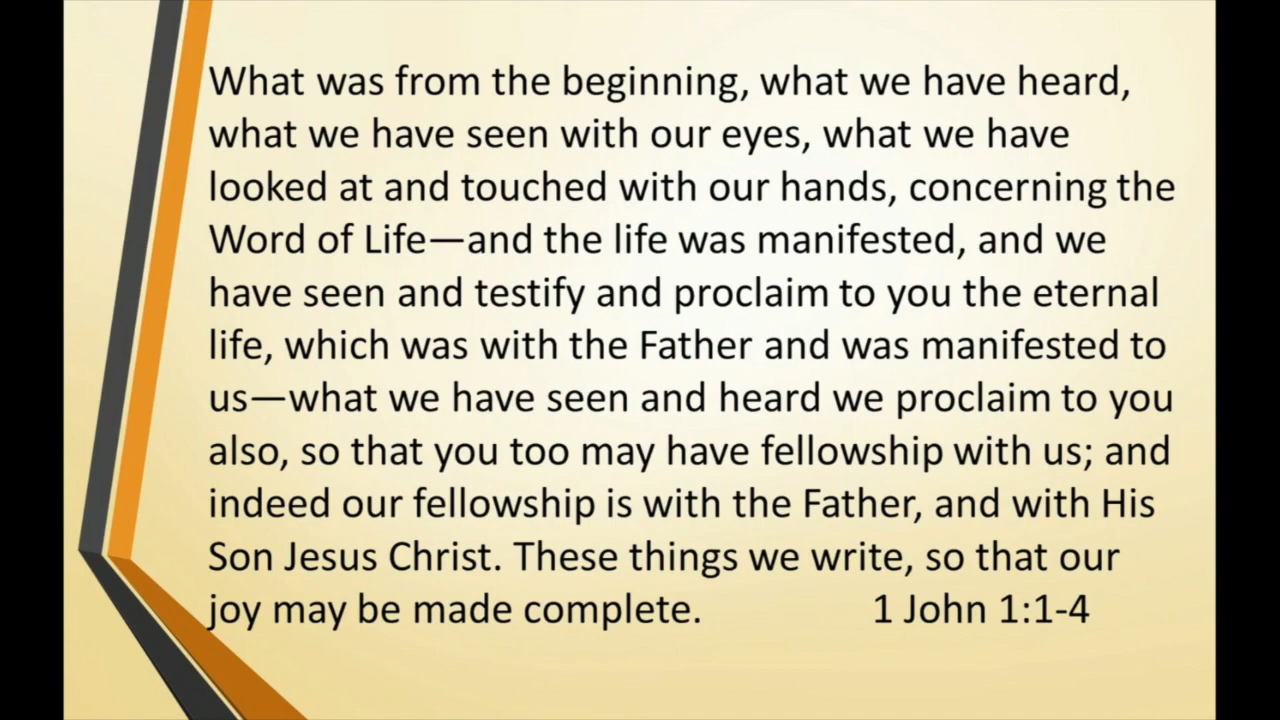 What was from the beginning, what we have heard,
what we have seen with our eyes, what we have
looked at and touched with our hands, concerning the
Word of Life—and the life was manifested, and we
have seen and testify and proclaim to you the eternal
life, which was with the Father and was manifested to
us—what we have seen and heard we proclaim to you
also, so that you too may have fellowship with us; and
indeed our fellowship is with the Father, and with His
Son Jesus Christ. These things we write, so that our
joy may be made complete. 1 John 1:1-4